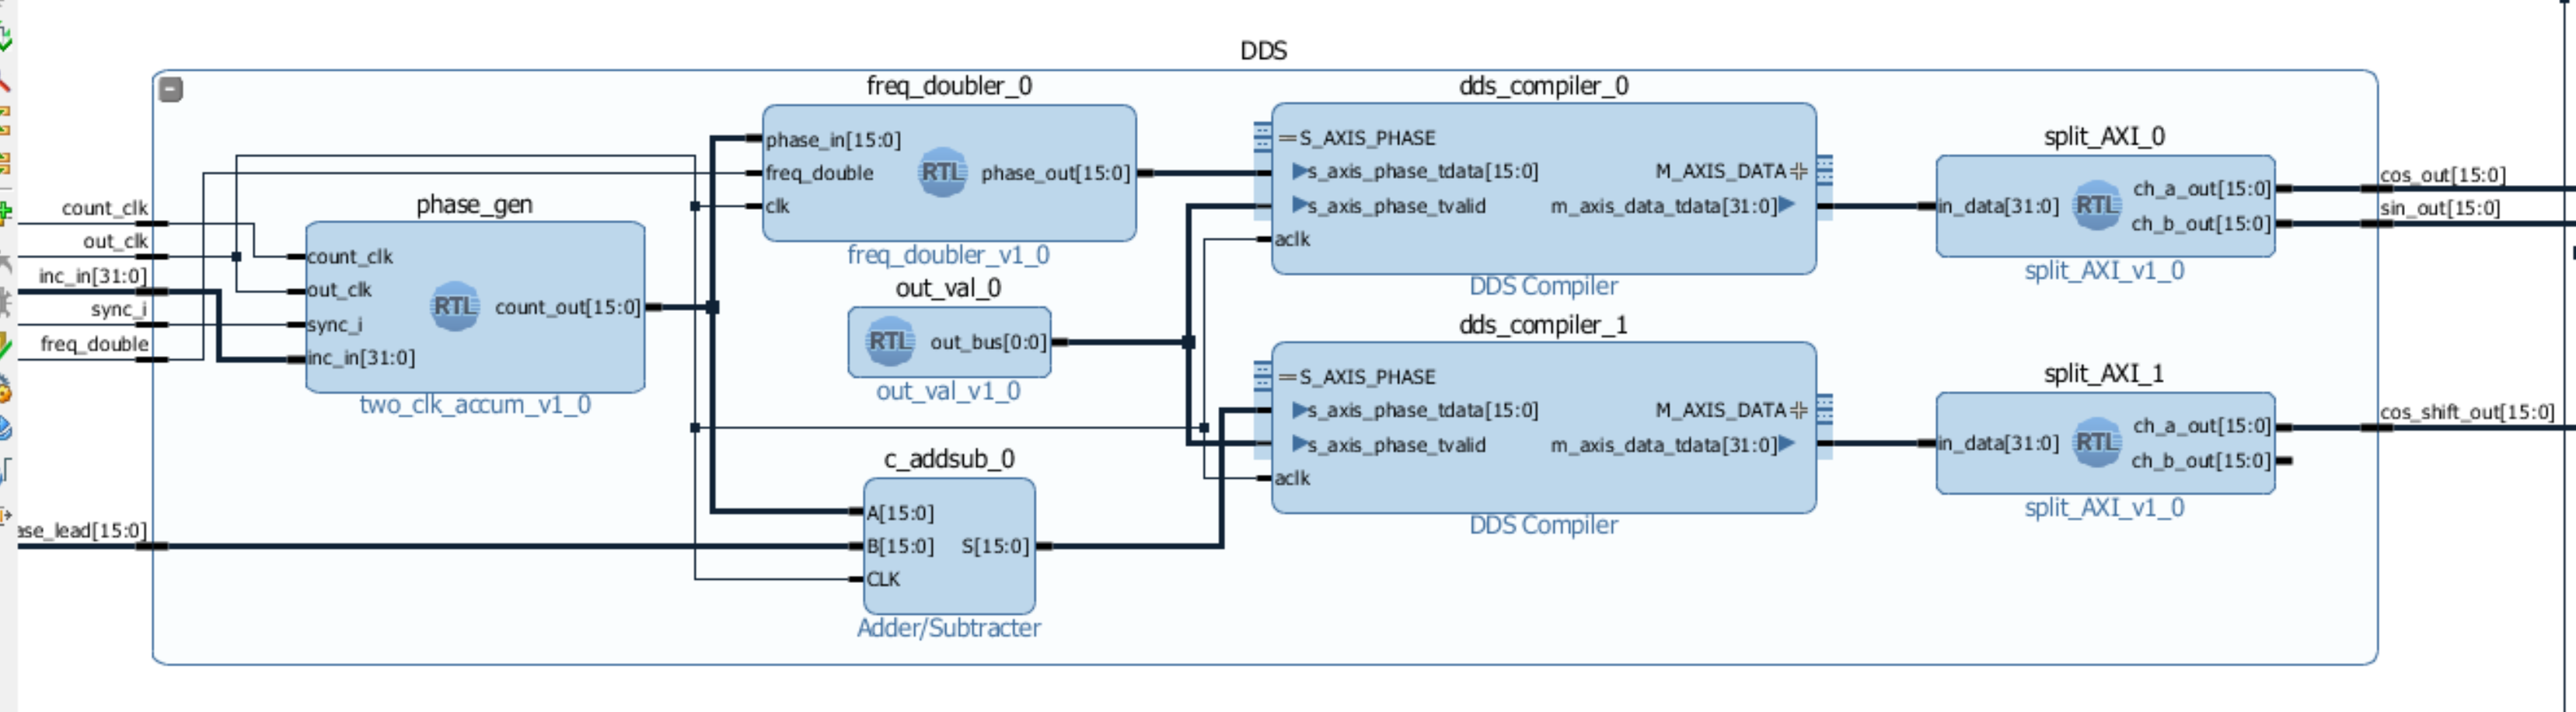 DDS
count_clk
out_clk
inc_in[31:0]
sync_i
freq_double
ase_lead[15:0]
phase_gen
count_clk
out_clk
sync_i
inc_in[31:0]
RTL
count_out[15:0]
two_clk_accum_v1_0
freq_doubler_0
phase_in[15:0]
freq_double
clk
RTL
phase_out[15:0]
freq_doubler_v1_0
out_val_0
RTL
out_bus[0:0]
out_val_v1_0
c_addsub_0
A[15:0]
B[15:0]
CLK
S[15:0]
Adder/Subtracter
dds_compiler_0
S_AXIS_PHASE
s_axis_phase_tdata[15:0]
s_axis_phase_tvalid
aclk
M_AXIS_DATA
m_axis_data_tdata[31:0]
DDS Compiler
dds_compiler_1
S_AXIS_PHASE
s_axis_phase_tdata[15:0]
s_axis_phase_tvalid
aclk
M_AXIS_DATA
m_axis_data_tdata[31:0]
DDS Compiler
split_AXI_0
in_data[31:0]
RTL
ch_a_out[15:0]
ch_b_out[15:0]
split_AXI_v1_0
split_AXI_1
in_data[31:0]
RTL
ch_a_out[15:0]
ch_b_out[15:0]
split_AXI_v1_0
cos_out[15:0]
sin_out[15:0]
cos_shift_out[15:0]